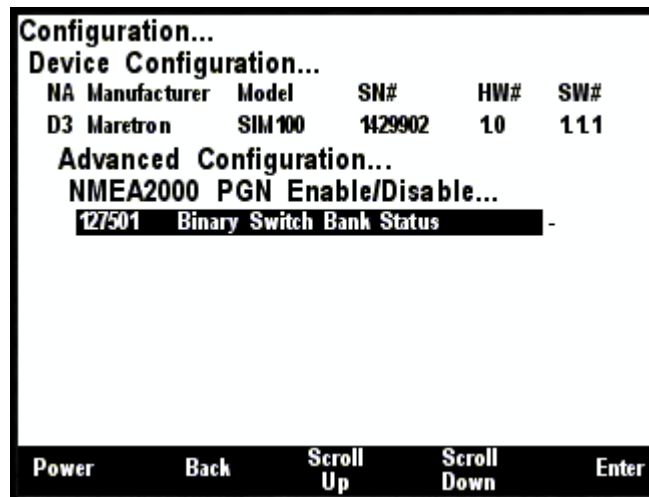 Configuration...
Device Configuration...
NA Manufacturer Model SN# HW# SW#
D3 Maretron SIM100 1429902 1.0 1.1.1
Advanced Configuration...
NMEA2000 PGN Enable/Disable...
127501 Binary Switch Bank Status -
Power Back Scroll Up Scroll Down Enter